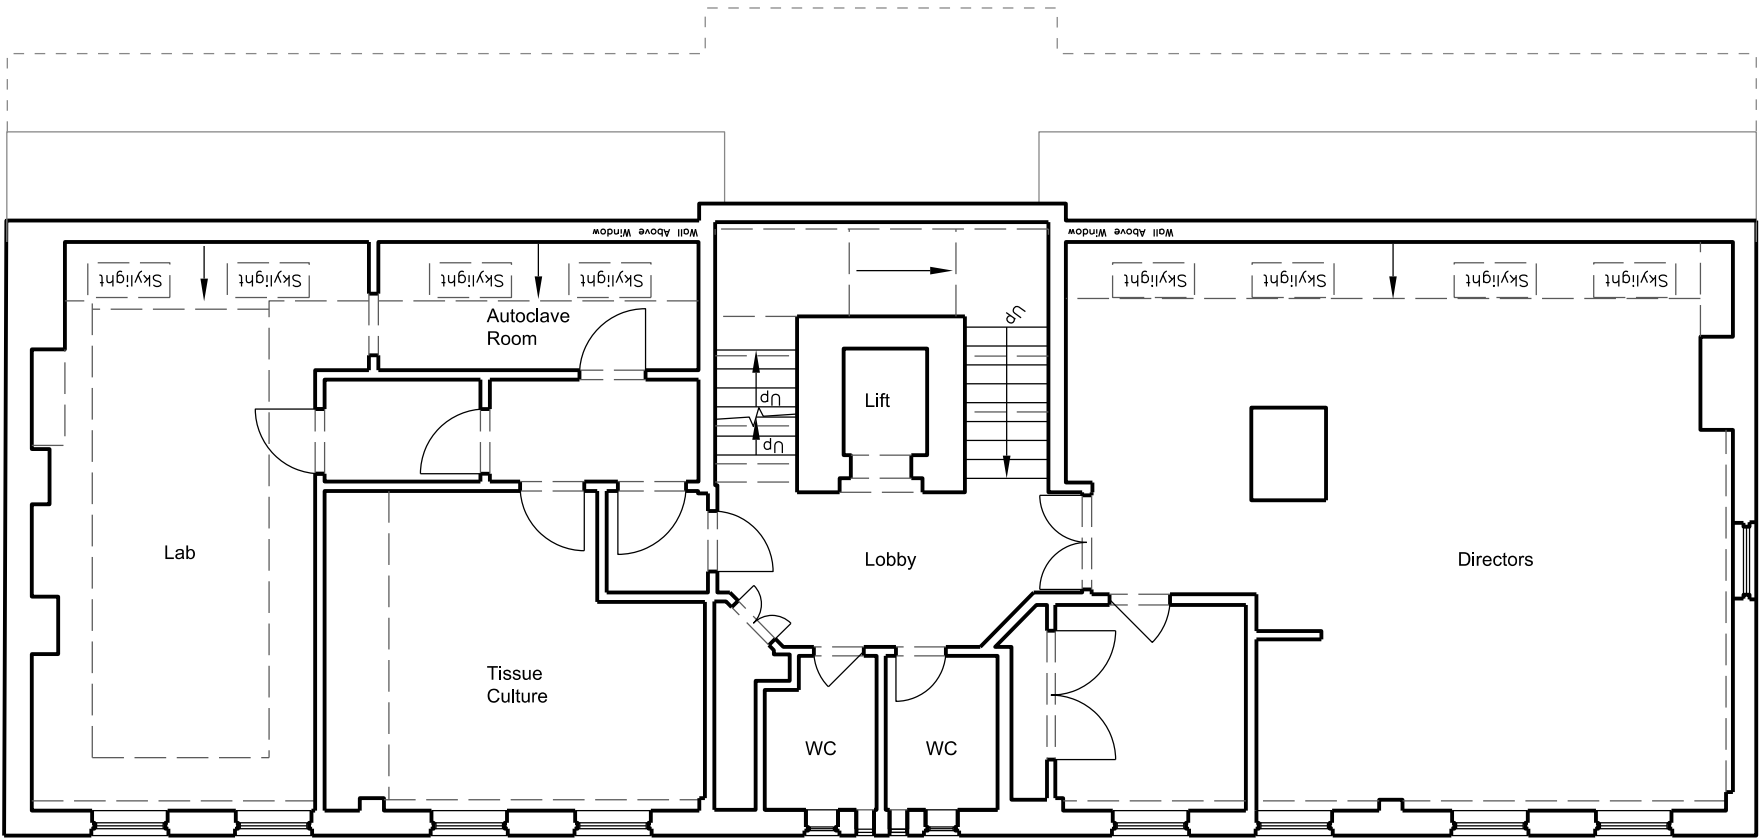 Wall Above Window
Wall Above Window
Skylight
Skylight
Skylight
Skylight
Skylight
Skylight
Skylight
Skylight
Autoclave
Room
Up
Up
Up
Lift
Lab
Lobby
Directors
Tissue
Culture
WC
WC